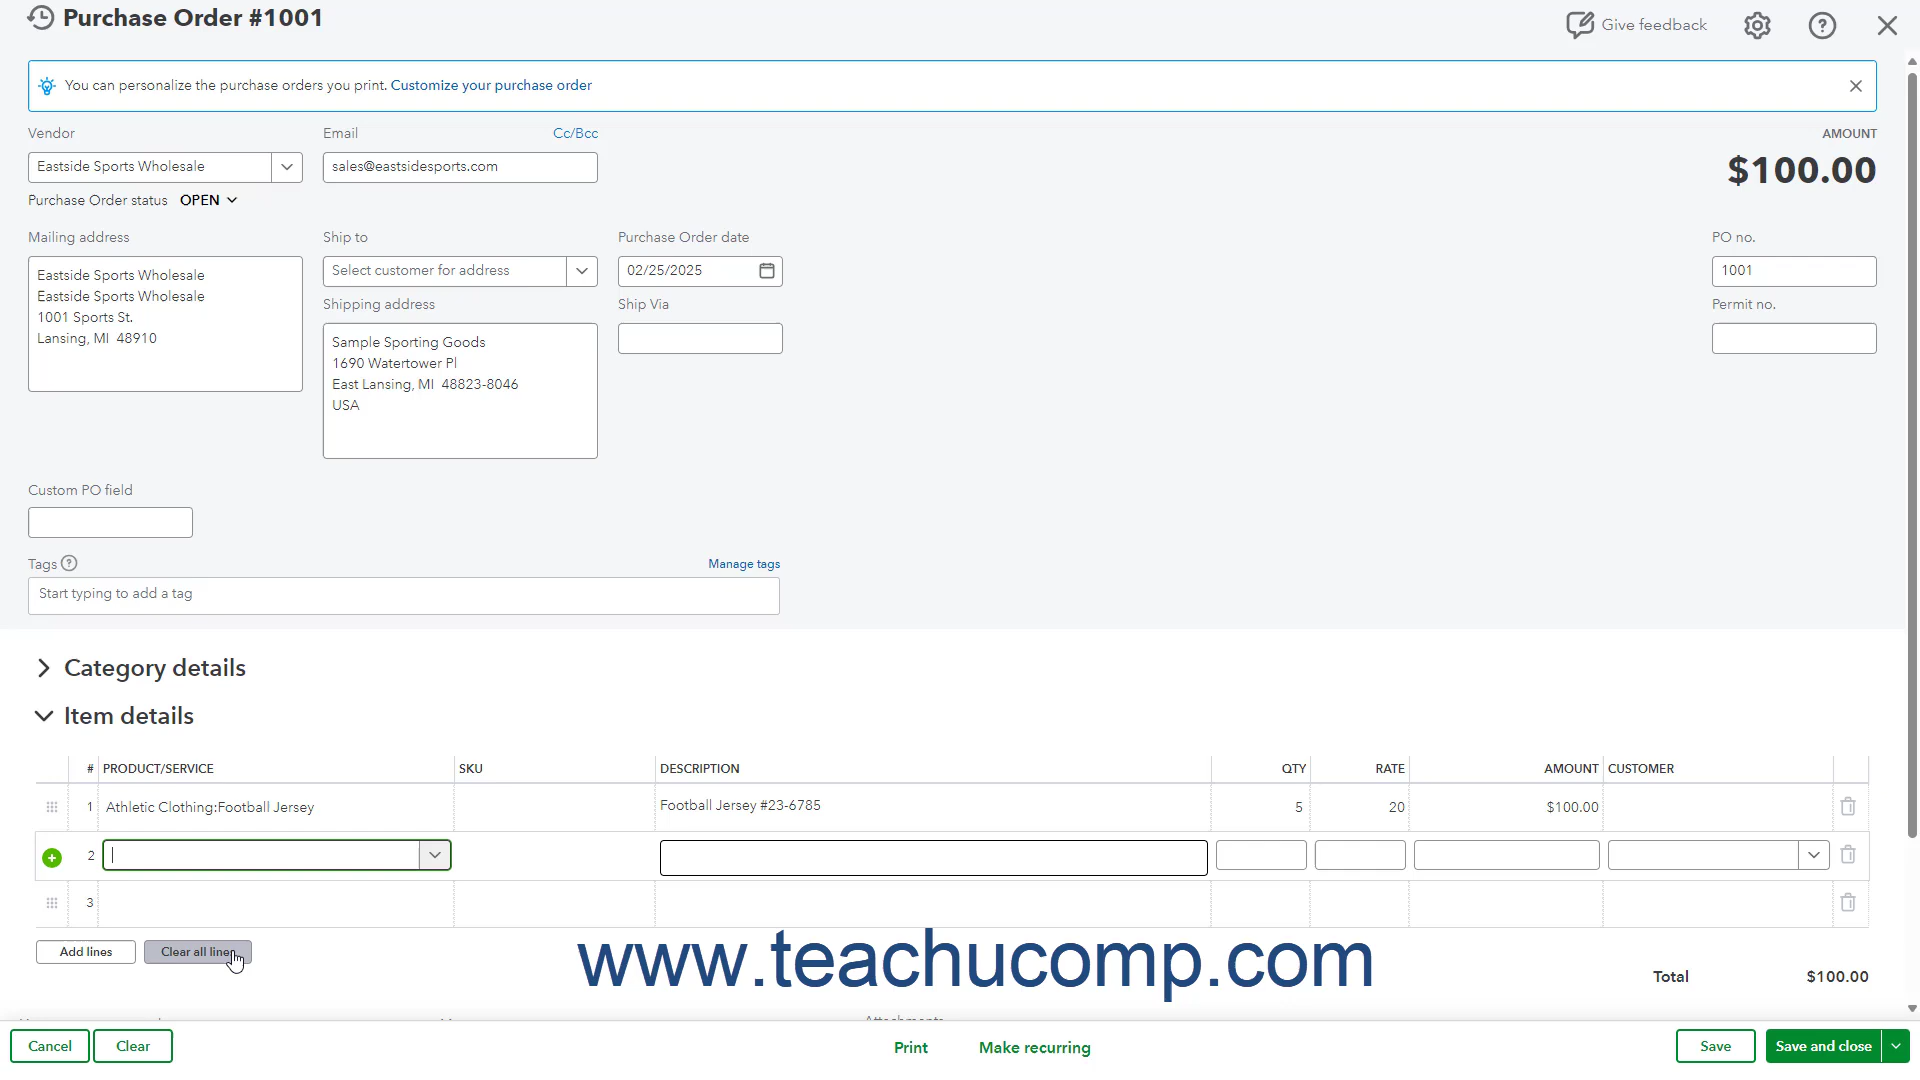 Purchase Order #1001
Give feedback
You can personalize the purchase orders you print. Customize your purchase order
Vendor
Email
Cc/Bcc
AMOUNT
Eastside Sports Wholesale
sales@eastsidesports.com
$100.00
Purchase Order status OPEN
Mailing address
Ship to
Purchase Order date
PO no.
Eastside Sports Wholesale
Eastside Sports Wholesale
1001 Sports St.
Lansing, MI 48910
Select customer for address
02/25/2025
1001
Shipping address
Ship Via
Permit no.
Sample Sporting Goods
1690 Watertower Pl
East Lansing, MI 48823-8046
USA
Custom PO field
Tags
Manage tags
Start typing to add a tag
Category details
Item details
# PRODUCT/SERVICE SKU DESCRIPTION QTY RATE AMOUNT CUSTOMER
1 Athletic Clothing:Football Jersey Football Jersey #23-6785 5 20 $100.00
2
3
Add lines Clear all lines
www.teachucomp.com
Total $100.00
Cancel Clear Print Make recurring Save Save and close